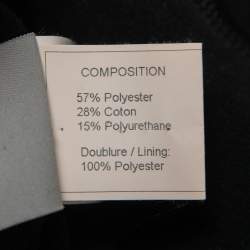 COMPOSITION
57% Polyester
28% Coton
15% Polyurethane
Doublure / Lining:
100% Polyester